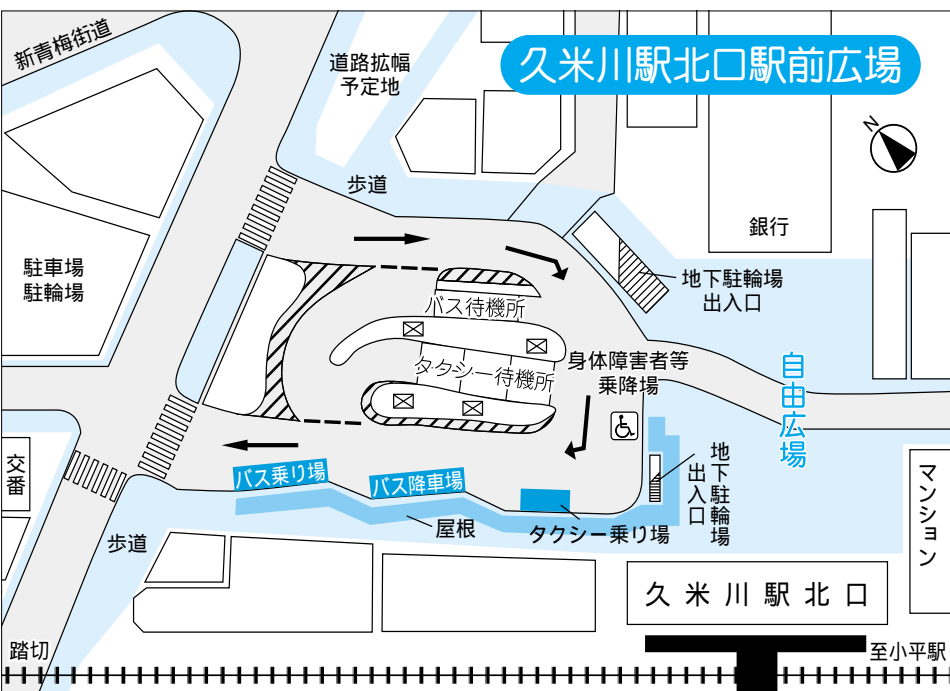 新青梅街道
道路拡幅
予定地
久米川駅北口駅前広場
N
歩道
銀行
駐車場
駐輪場
地下駐輪場
出入口
バス待機所
タクシー待機所
身体障害者等
乗降場
自由広場
交番
バス乗り場
バス降車場
地下駐輪場
出入口
マンション
屋根
タクシー乗り場
歩道
久米川駅北口
踏切
至小平駅